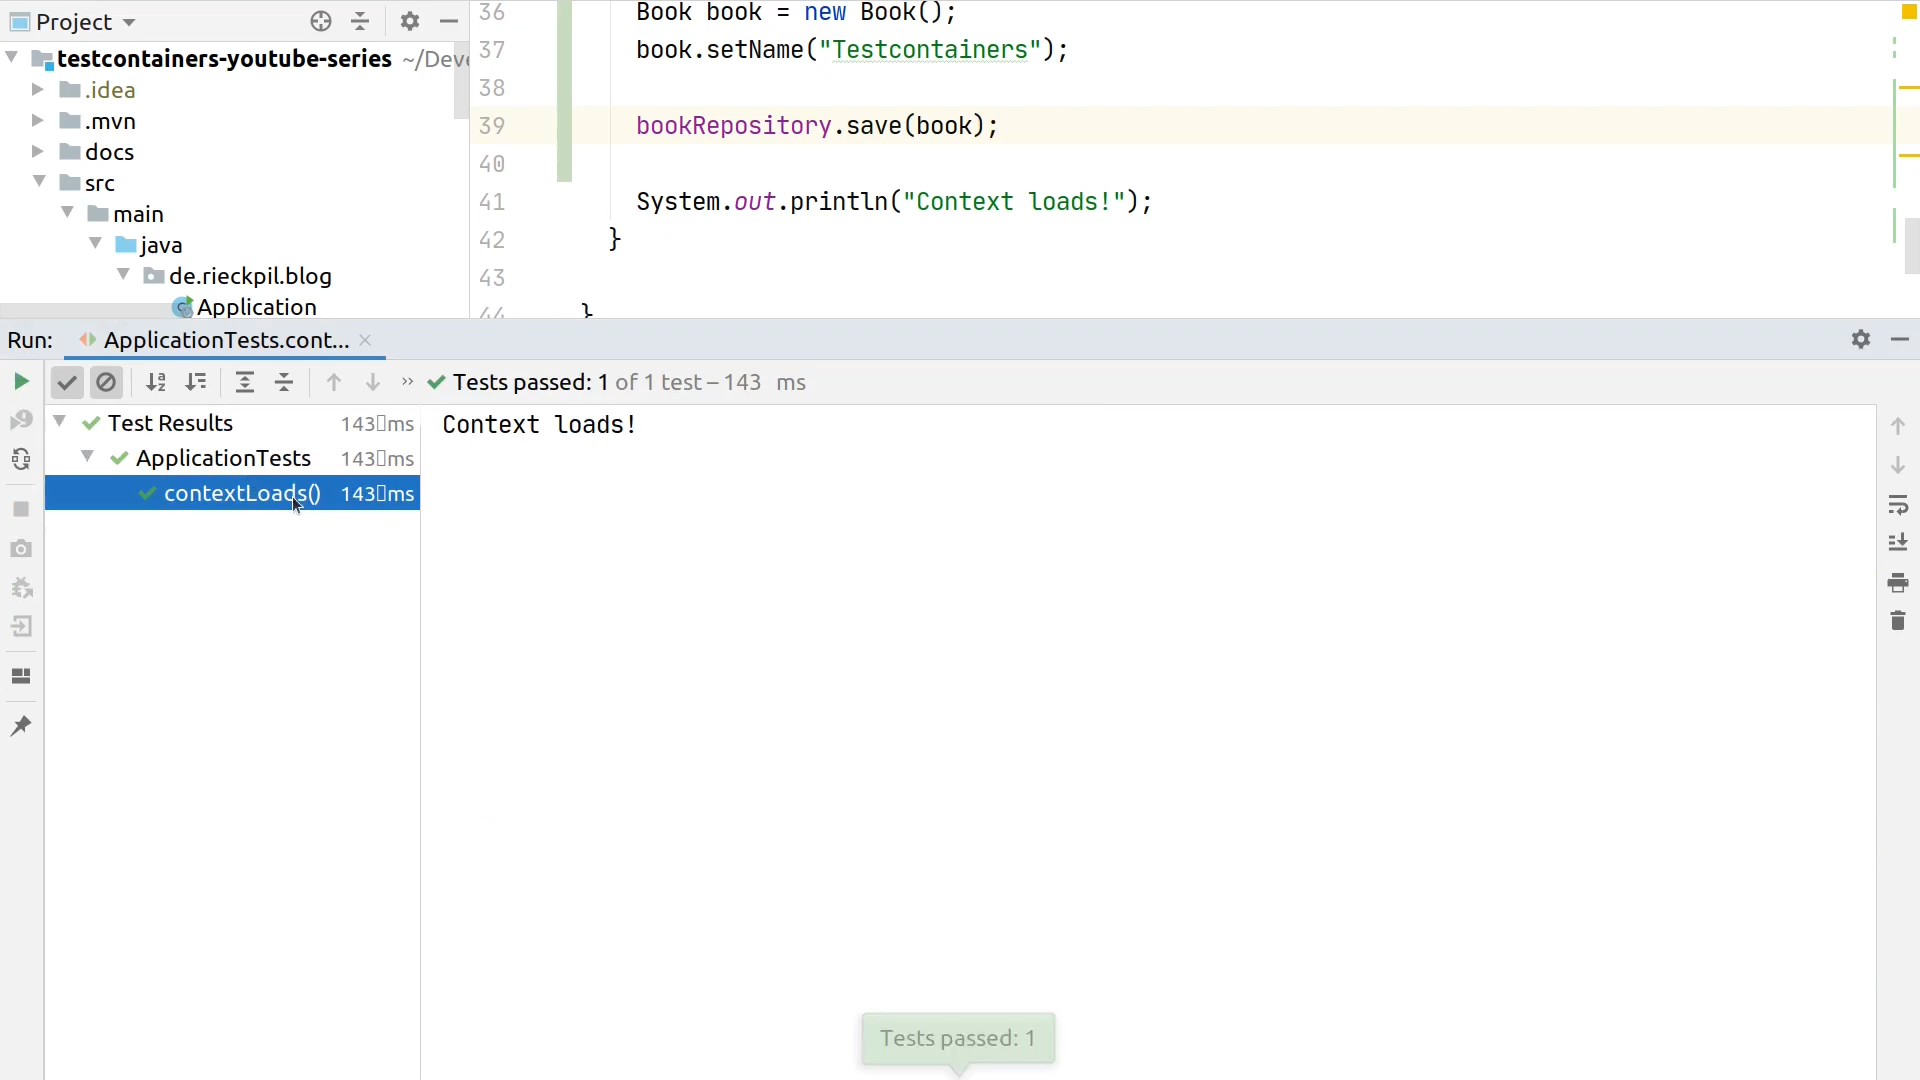 Project
testcontainers-youtube-series ~/Deve
.idea
.mvn
docs
src
main
java
de.rieckpil.blog
Application
36 Book book = new Book();
37 book.setName("Testcontainers");
38
39 bookRepository.save(book);
40
41 System.out.println("Context loads!");
42 }
43
44 }
Run: ApplicationTests.cont...
Tests passed: 1 of 1 test – 143 ms
Test Results 143 ms
ApplicationTests 143 ms
contextLoads() 143 ms
Context loads!
Tests passed: 1